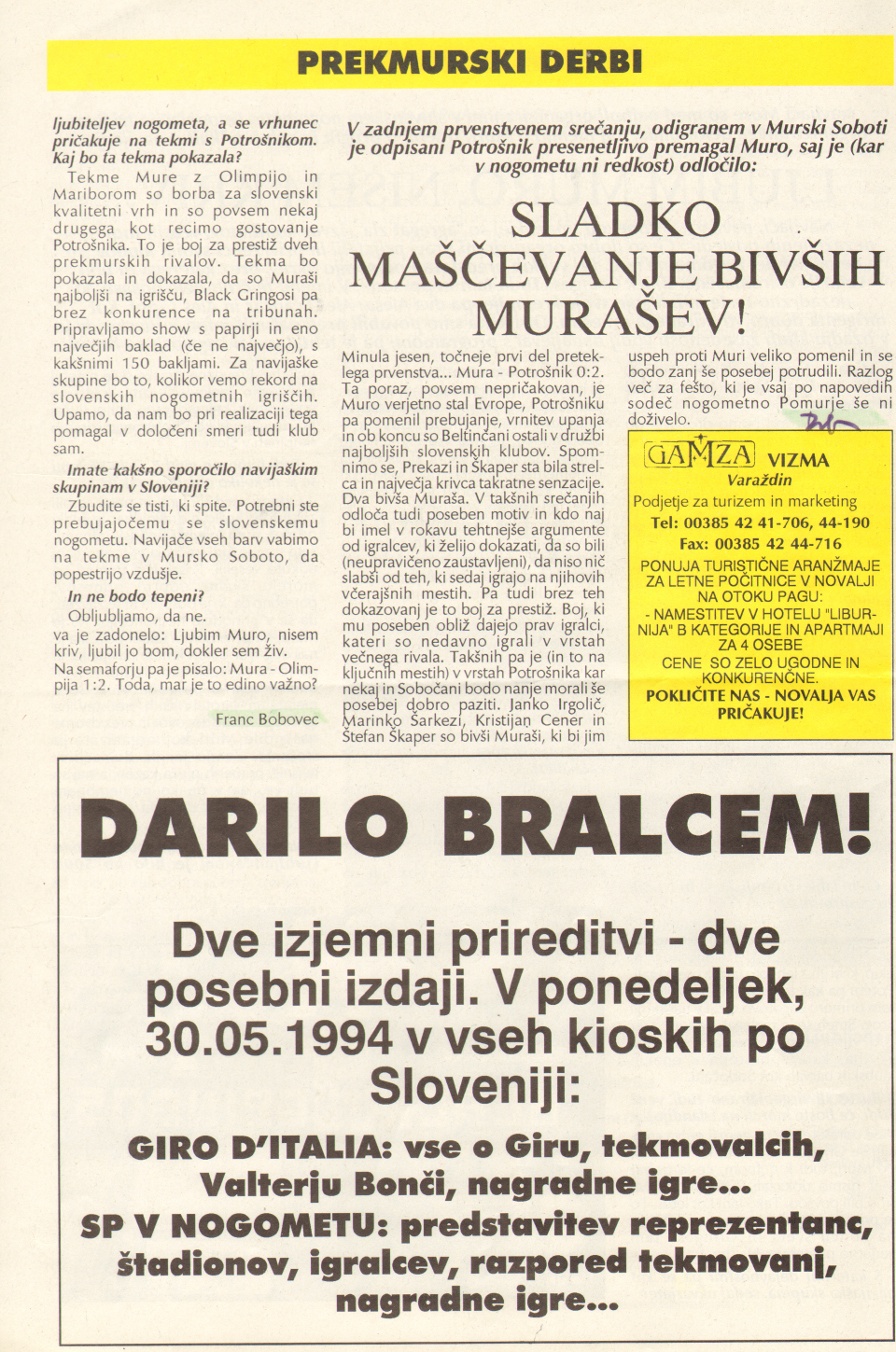 PREKMURSKI DERBI
ljubiteljev nogometa, a se vrhunec
pričakuje na tekmi s Potrošnikom.
Kaj bo ta tekma pokazala?
Tekme Mure z Olimpijo in
Mariborom so borba za slovenski
kvalitetni vrh in so povsem nekaj
drugega kot recimo gostovanje
Potrošnika. To je boj za prestiž dveh
prekmurskih rivalov. Tekma bo
pokazala in dokazala, da so Muraši
najboljši na igrišču, Black Gringosi pa
brez konkurence na tribunah.
Pripravljamo show s papirji in eno
največjih baklad (če ne največjo), s
kakšnimi 150 bakljami. Za navijaške
skupine bo to, kolikor vemo rekord na
slovenskih nogometnih igriščih.
Upamo, da nam bo pri realizaciji tega
pomagal v določeni smeri tudi klub
sam.
Imate kakšno sporočilo navijaškim
skupinam v Sloveniji?
Zbudite se tisti, ki spite. Potrebni ste
prebujajočemu se slovenskemu
nogometu. Navijače vseh barv vabimo
na tekme v Mursko Soboto, da
popestrijo vzdušje.
In ne bodo tepeni?
Obljubljamo, da ne.
va je zadonelo: Ljubim Muro, nisem
kriv, ljubil jo bom, dokler sem živ.
Na semaforju pa je pisalo: Mura - Olim-
pija 1:2. Toda, mar je to edino važno?
Franc Bobovec
V zadnjem prvenstvenem srečanju, odigranem v Murski Soboti
je odpisani Potrošnik presenetljivo premagal Muro, saj je (kar
v nogometu ni redkost) odločilo:
SLADKO
MAŠČEVANJE BIVŠIH
MURAŠEV!
Minula jesen, točneje prvi del pretek-
lega prvenstva... Mura - Potrošnik 0:2.
Ta poraz, povsem nepričakovan, je
Muro verjetno stal Evrope, Potrošniku
pa pomenil prebujanje, vrnitev upanja
in ob koncu so Beltinčani ostali v družbi
najboljših slovenskih klubov. Spom-
nimo se, Prekazi in Škaper sta bila strel-
ca in največja krivca takratne senzacije.
Dva bivša Muraša. V takšnih srečanjih
odloča tudi poseben motiv in kdo naj
bi imel v rokavu tehtnejše argumente
od igralcev, ki želijo dokazati, da so bili
(neupravičeno zaustavljeni), da niso nič
slabši od teh, ki sedaj igrajo na njihovih
včerajšnih mestih. Pa tudi brez teh
dokazovanj je to boj za prestiž. Boj, ki
mu poseben obliž dajejo prav igralci,
kateri so nedavno igrali v vrstah
večnega rivala. Takšnih pa je (in to na
ključnih mestih) v vrstah Potrošnika kar
nekaj in Sobočani bodo nanje morali še
posebej dobro paziti. Janko Irgolič,
Marinko Šarkezi, Kristijan Cener in
Štefan Škaper so bivši Muraši, ki bi jim
uspeh proti Muri veliko pomenil in se
bodo zanj še posebej potrudili. Razlog
več za fešto, ki je vsaj po napovedih
sodeč nogometno Pomurje še ni
doživelo.
GAMZA VIZMA
Varaždin
Podjetje za turizem in marketing
Tel: 00385 42 41-706, 44-190
Fax: 00385 42 44-716
PONUJA TURISTIČNE ARANŽMAJE
ZA LETNE POČITNICE V NOVALJI
NA OTOKU PAGU:
- NAMESTITEV V HOTELU "LIBUR-
NIJA" B KATEGORIJE IN APARTMAJI
ZA 4 OSEBE
CENE SO ZELO UGODNE IN
KONKURENČNE.
POKLIČITE NAS - NOVALJA VAS
PRIČAKUJE!
DARILO BRALCEM!
Dve izjemni prireditvi - dve
posebni izdaji. V ponedeljek,
30.05.1994 v vseh kioskih po
Sloveniji:
GIRO D'ITALIA: vse o Giru, tekmovalcih,
Valterju Bonči, nagradne igre...
SP V NOGOMETU: predstavitev reprezentanc,
štadionov, igralcev, razpored tekmovanj,
nagradne igre...